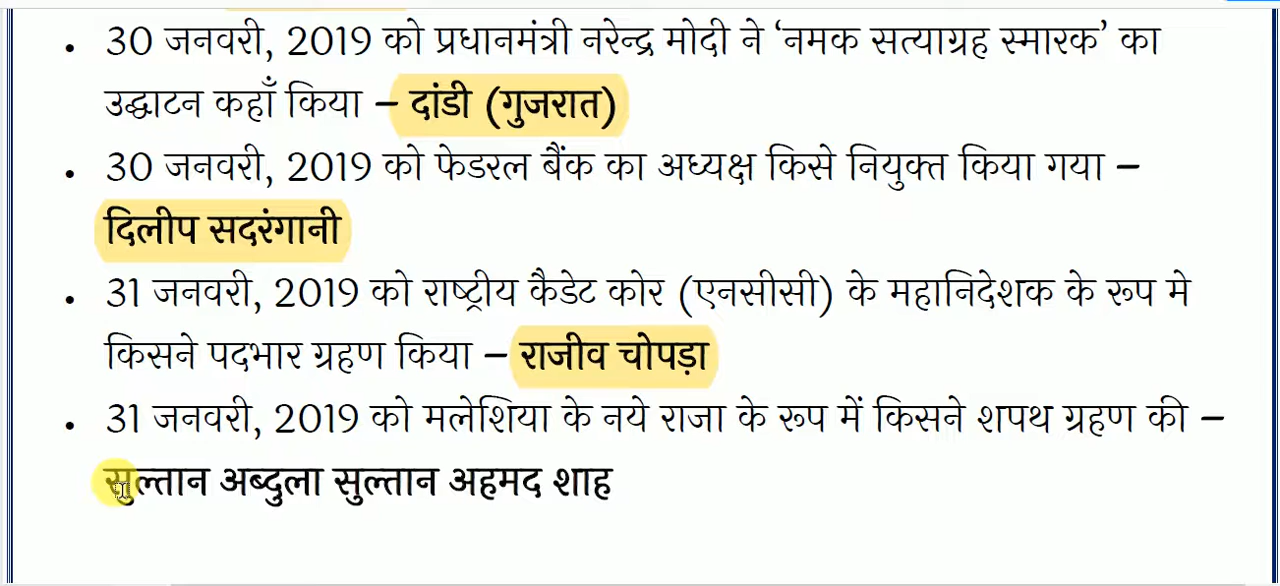 • 30 जनवरी, 2019 को प्रधानमंत्री नरेन्द्र मोदी ने ‘नमक सत्याग्रह स्मारक’ का
उद्घाटन कहाँ किया – दांडी (गुजरात)
• 30 जनवरी, 2019 को फेडरल बैंक का अध्यक्ष किसे नियुक्त किया गया –
दिलीप सदरंगानी
• 31 जनवरी, 2019 को राष्ट्रीय कैडेट कोर (एनसीसी) के महानिदेशक के रूप मे
किसने पदभार ग्रहण किया – राजीव चोपड़ा
• 31 जनवरी, 2019 को मलेशिया के नये राजा के रूप में किसने शपथ ग्रहण की –
सुल्तान अब्दुला सुल्तान अहमद शाह